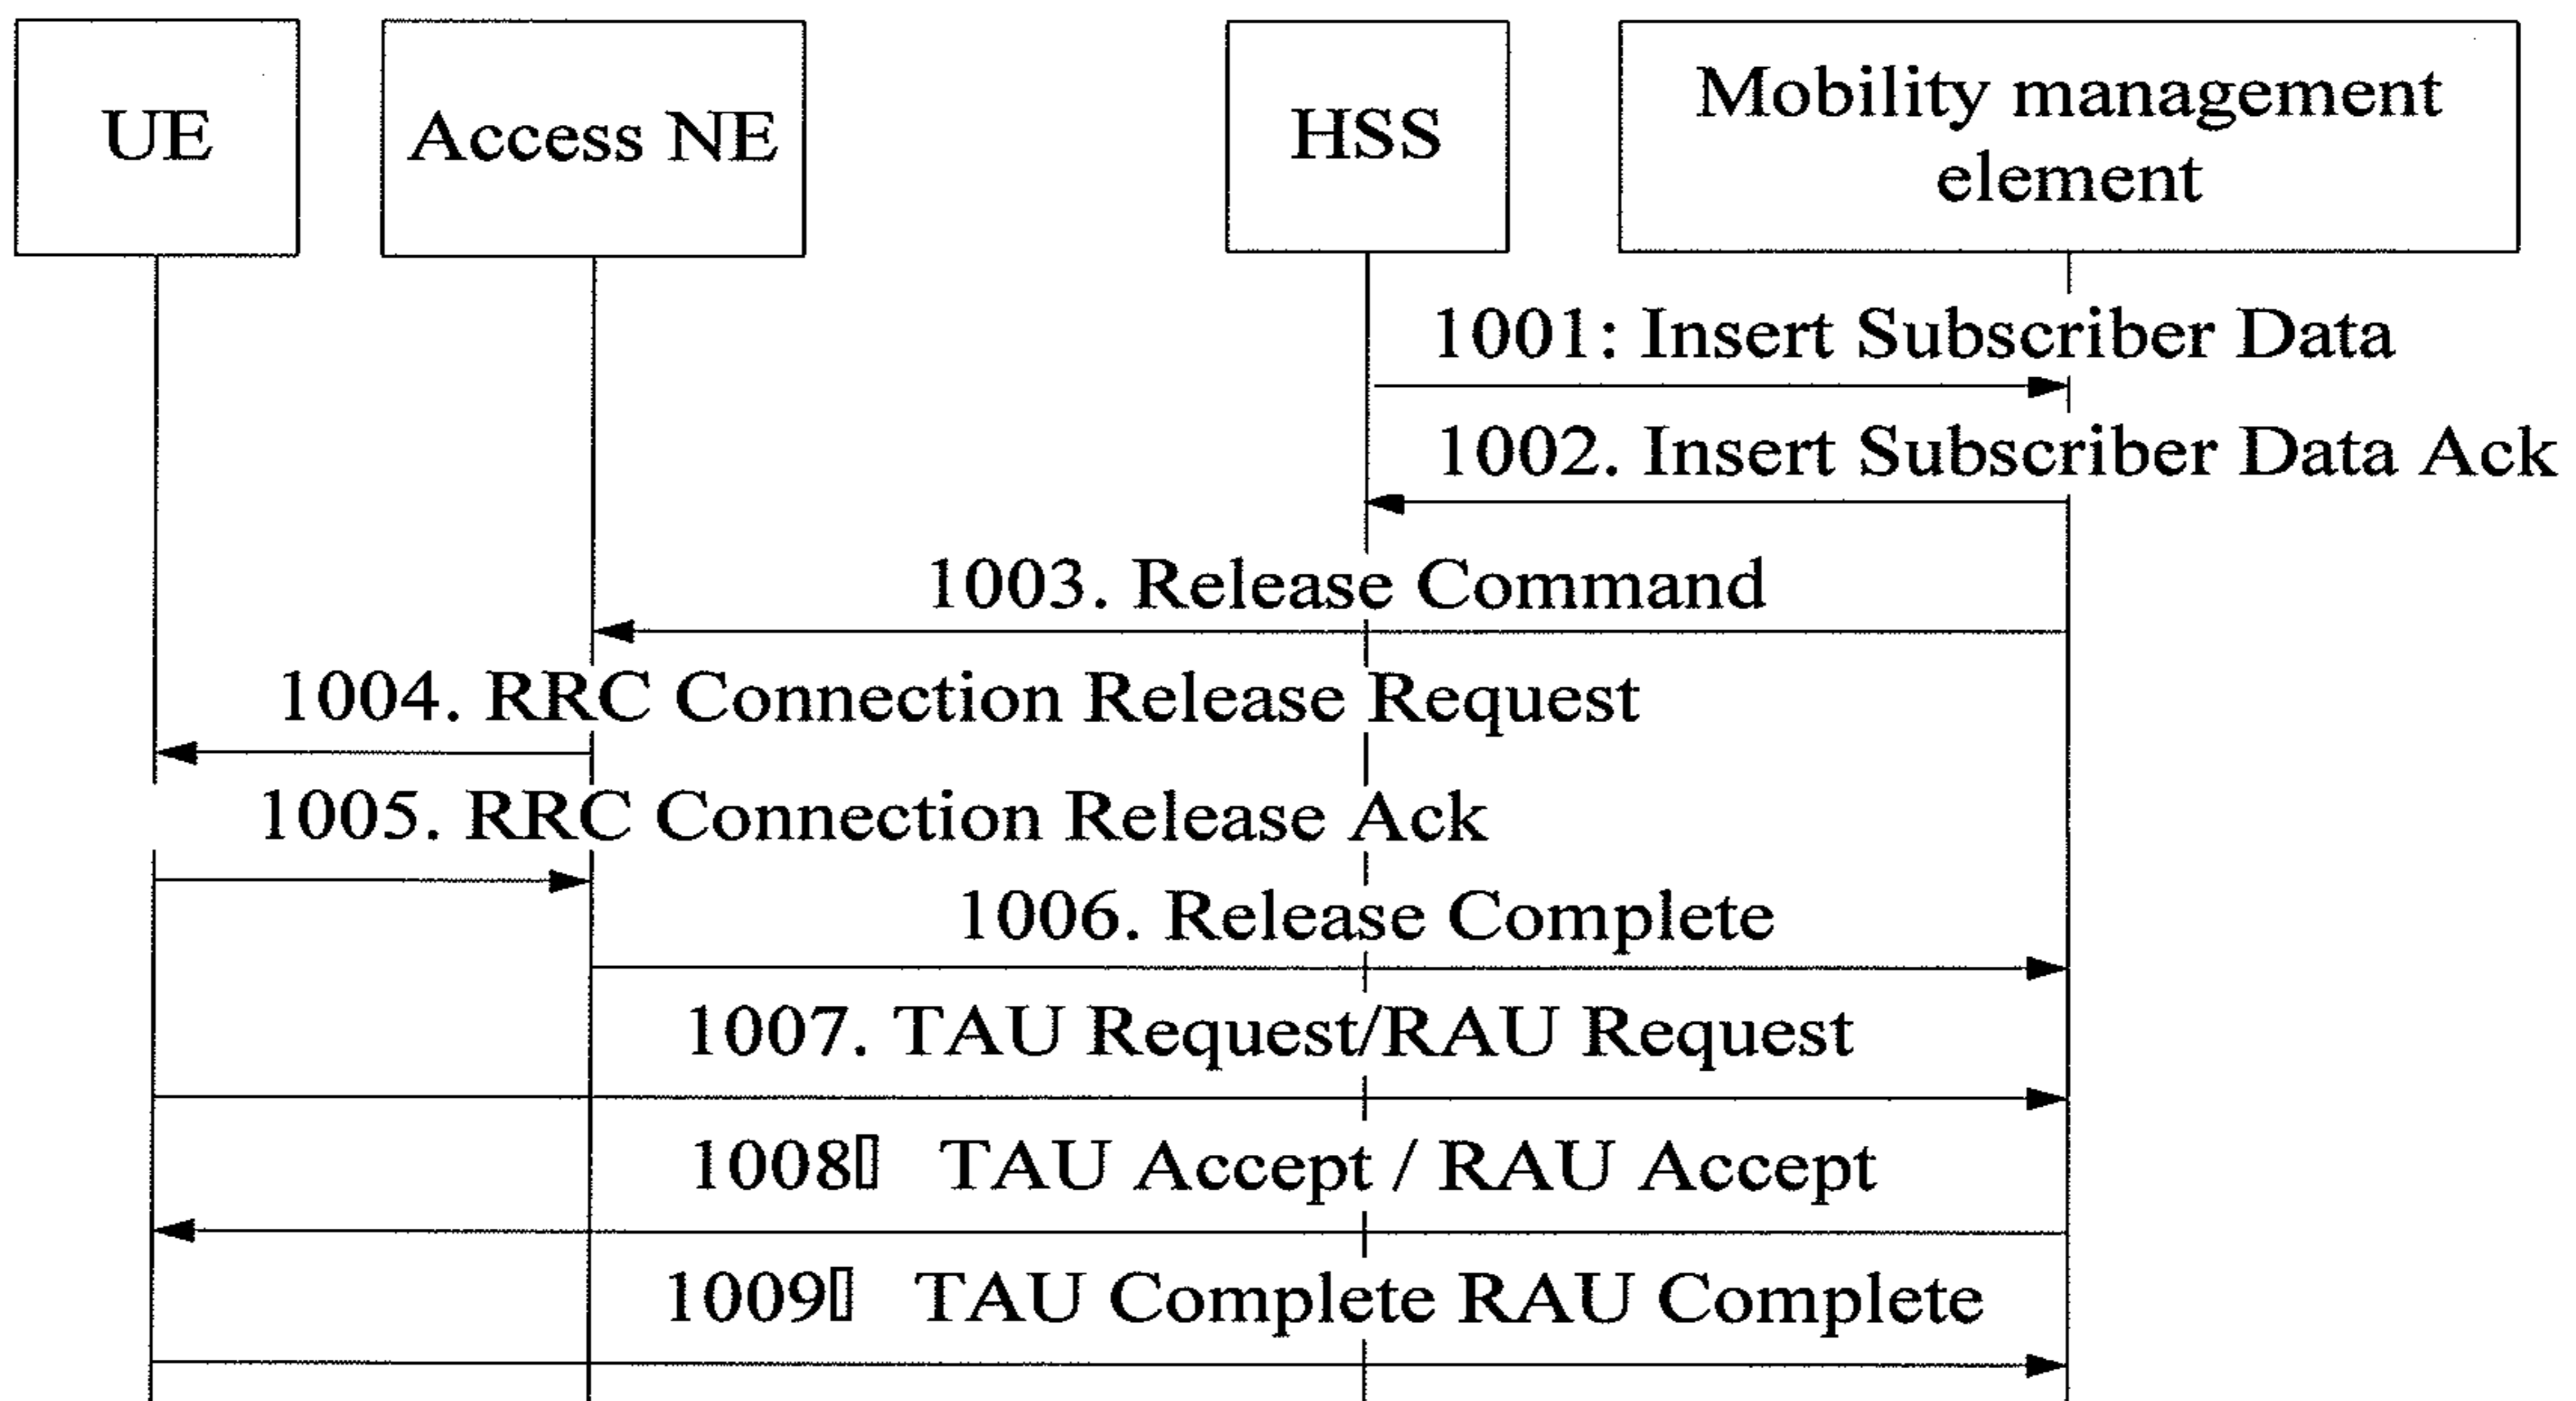 UE
Access NE
HSS
Mobility management
element
1001: Insert Subscriber Data
1002. Insert Subscriber Data Ack
1003. Release Command
1004. RRC Connection Release Request
1005. RRC Connection Release Ack
1006. Release Complete
1007. TAU Request/RAU Request
1008▯ TAU Accept / RAU Accept
1009▯ TAU Complete RAU Complete